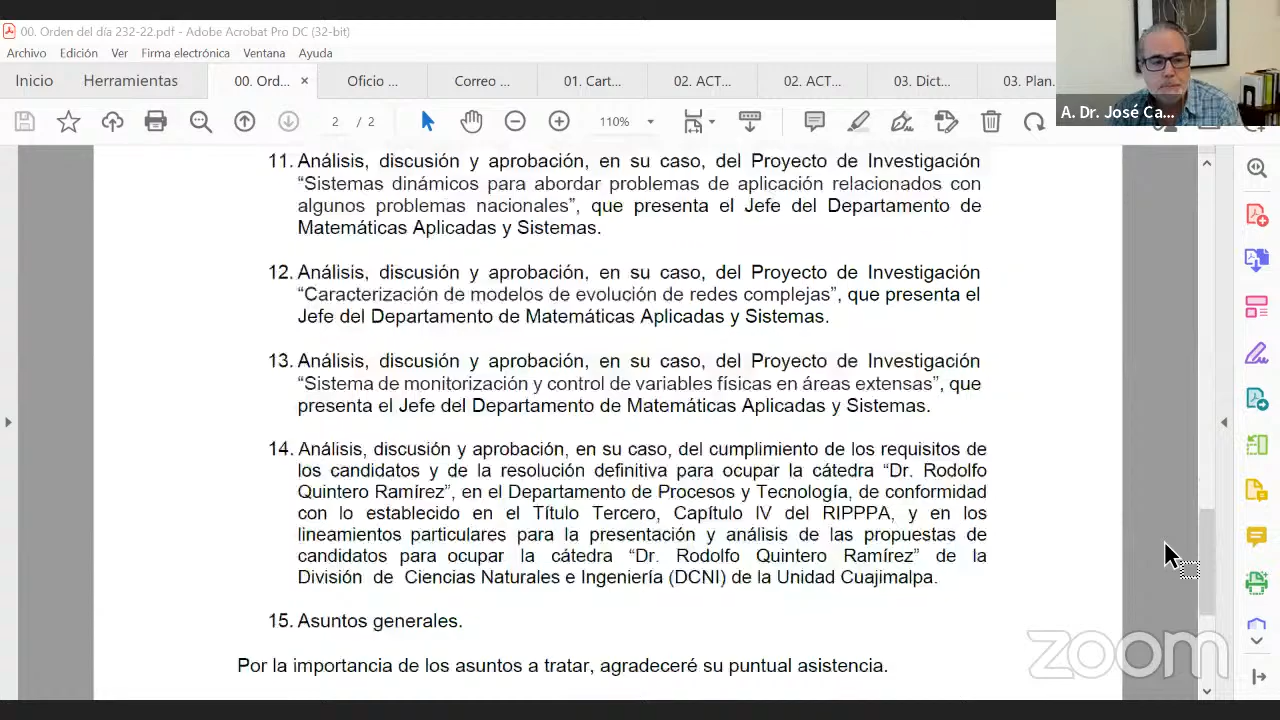 00. Orden del día 232-22.pdf - Adobe Acrobat Pro DC (32-bit)
Archivo Edición Ver Firma electrónica Ventana Ayuda
Inicio Herramientas 00. Ord... × Oficio ... Correo ... 01. Cart... 02. ACT... 02. ACT... 03. Dict... 03. Plan.
A. Dr. José Ca...
2 / 2 110%
11. Análisis, discusión y aprobación, en su caso, del Proyecto de Investigación
“Sistemas dinámicos para abordar problemas de aplicación relacionados con
algunos problemas nacionales”, que presenta el Jefe del Departamento de
Matemáticas Aplicadas y Sistemas.
12. Análisis, discusión y aprobación, en su caso, del Proyecto de Investigación
“Caracterización de modelos de evolución de redes complejas”, que presenta el
Jefe del Departamento de Matemáticas Aplicadas y Sistemas.
13. Análisis, discusión y aprobación, en su caso, del Proyecto de Investigación
“Sistema de monitorización y control de variables físicas en áreas extensas”, que
presenta el Jefe del Departamento de Matemáticas Aplicadas y Sistemas.
14. Análisis, discusión y aprobación, en su caso, del cumplimiento de los requisitos de
los candidatos y de la resolución definitiva para ocupar la cátedra “Dr. Rodolfo
Quintero Ramírez”, en el Departamento de Procesos y Tecnología, de conformidad
con lo establecido en el Título Tercero, Capítulo IV del RIPPPA, y en los
lineamientos particulares para la presentación y análisis de las propuestas de
candidatos para ocupar la cátedra “Dr. Rodolfo Quintero Ramírez” de la
División de Ciencias Naturales e Ingeniería (DCNI) de la Unidad Cuajimalpa.
15. Asuntos generales.
Por la importancia de los asuntos a tratar, agradeceré su puntual asistencia.
zoom